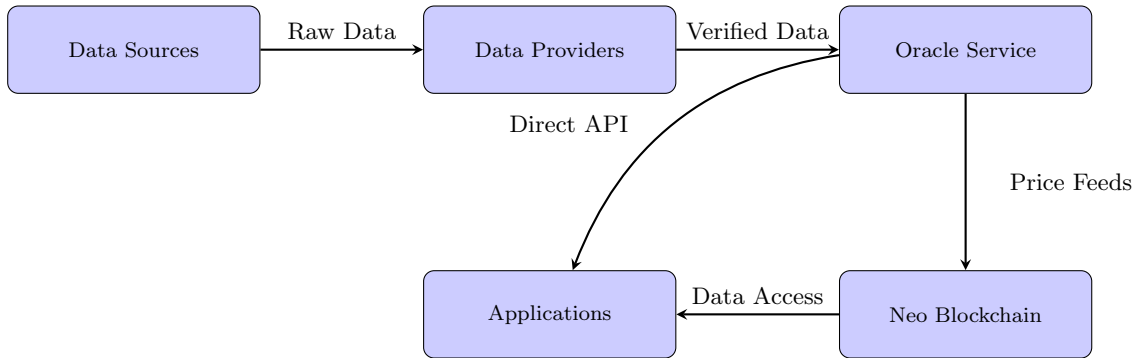 Data Sources
Raw Data
Data Providers
Verified Data
Oracle Service
Direct API
Price Feeds
Applications
Data Access
Neo Blockchain